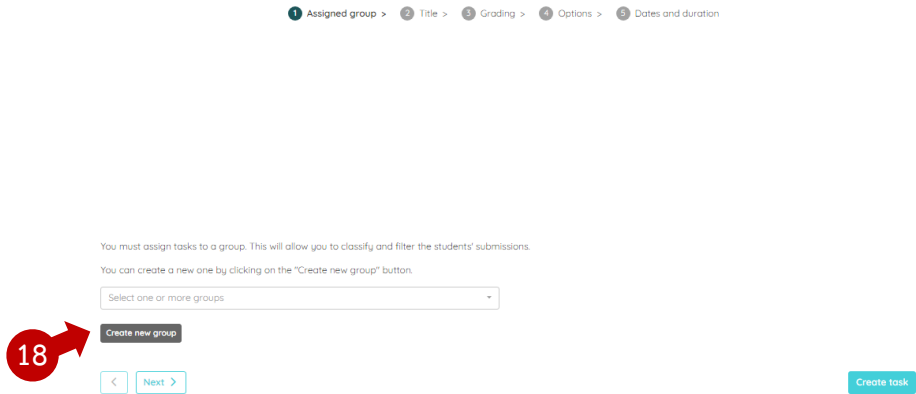 1 Assigned group > 2 Title > 3 Grading > 4 Options > 5 Dates and duration
You must assign tasks to a group. This will allow you to classify and filter the students' submissions.
You can create a new one by clicking on the "Create new group" button.
Select one or more groups
Create new group
18
< Next >
Create task